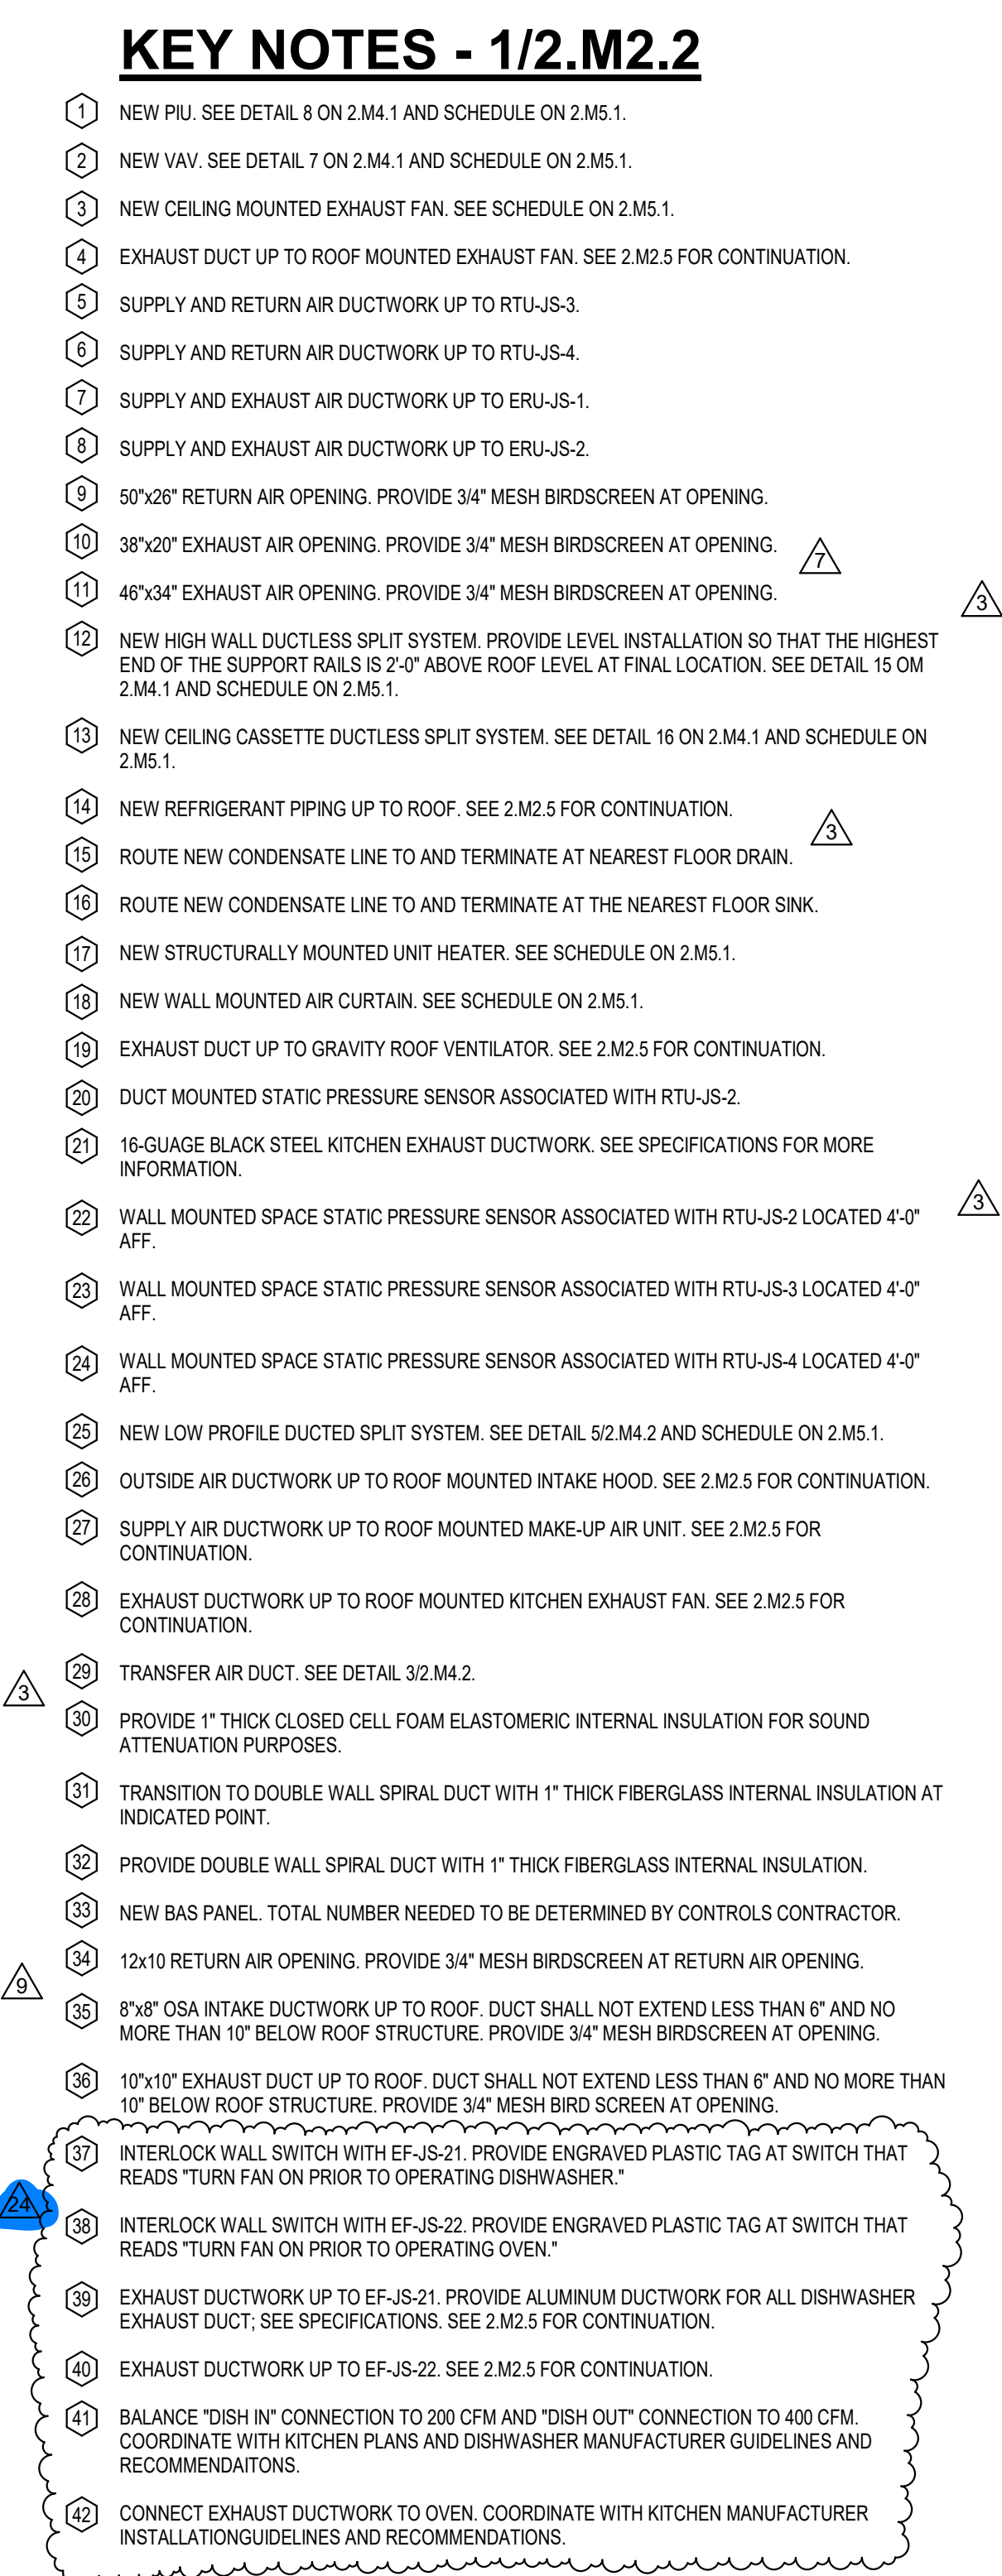 KEY NOTES - 1/2.M2.2
1 NEW PIU. SEE DETAIL 8 ON 2.M4.1 AND SCHEDULE ON 2.M5.1.
2 NEW VAV. SEE DETAIL 7 ON 2.M4.1 AND SCHEDULE ON 2.M5.1.
3 NEW CEILING MOUNTED EXHAUST FAN. SEE SCHEDULE ON 2.M5.1.
4 EXHAUST DUCT UP TO ROOF MOUNTED EXHAUST FAN. SEE 2.M2.5 FOR CONTINUATION.
5 SUPPLY AND RETURN AIR DUCTWORK UP TO RTU-JS-3.
6 SUPPLY AND RETURN AIR DUCTWORK UP TO RTU-JS-4.
7 SUPPLY AND EXHAUST AIR DUCTWORK UP TO ERU-JS-1.
8 SUPPLY AND EXHAUST AIR DUCTWORK UP TO ERU-JS-2.
9 50"x26" RETURN AIR OPENING. PROVIDE 3/4" MESH BIRDSCREEN AT OPENING.
10 38"x20" EXHAUST AIR OPENING. PROVIDE 3/4" MESH BIRDSCREEN AT OPENING.
7
11 46"x34" EXHAUST AIR OPENING. PROVIDE 3/4" MESH BIRDSCREEN AT OPENING.
3
12 NEW HIGH WALL DUCTLESS SPLIT SYSTEM. PROVIDE LEVEL INSTALLATION SO THAT THE HIGHEST
END OF THE SUPPORT RAILS IS 2'-0" ABOVE ROOF LEVEL AT FINAL LOCATION. SEE DETAIL 15 OM
2.M4.1 AND SCHEDULE ON 2.M5.1.
13 NEW CEILING CASSETTE DUCTLESS SPLIT SYSTEM. SEE DETAIL 16 ON 2.M4.1 AND SCHEDULE ON
2.M5.1.
14 NEW REFRIGERANT PIPING UP TO ROOF. SEE 2.M2.5 FOR CONTINUATION.
3
15 ROUTE NEW CONDENSATE LINE TO AND TERMINATE AT NEAREST FLOOR DRAIN.
16 ROUTE NEW CONDENSATE LINE TO AND TERMINATE AT THE NEAREST FLOOR SINK.
17 NEW STRUCTURALLY MOUNTED UNIT HEATER. SEE SCHEDULE ON 2.M5.1.
18 NEW WALL MOUNTED AIR CURTAIN. SEE SCHEDULE ON 2.M5.1.
19 EXHAUST DUCT UP TO GRAVITY ROOF VENTILATOR. SEE 2.M2.5 FOR CONTINUATION.
20 DUCT MOUNTED STATIC PRESSURE SENSOR ASSOCIATED WITH RTU-JS-2.
21 16-GUAGE BLACK STEEL KITCHEN EXHAUST DUCTWORK. SEE SPECIFICATIONS FOR MORE
INFORMATION.
3
22 WALL MOUNTED SPACE STATIC PRESSURE SENSOR ASSOCIATED WITH RTU-JS-2 LOCATED 4'-0"
AFF.
23 WALL MOUNTED SPACE STATIC PRESSURE SENSOR ASSOCIATED WITH RTU-JS-3 LOCATED 4'-0"
AFF.
24 WALL MOUNTED SPACE STATIC PRESSURE SENSOR ASSOCIATED WITH RTU-JS-4 LOCATED 4'-0"
AFF.
25 NEW LOW PROFILE DUCTED SPLIT SYSTEM. SEE DETAIL 5/2.M4.2 AND SCHEDULE ON 2.M5.1.
26 OUTSIDE AIR DUCTWORK UP TO ROOF MOUNTED INTAKE HOOD. SEE 2.M2.5 FOR CONTINUATION.
27 SUPPLY AIR DUCTWORK UP TO ROOF MOUNTED MAKE-UP AIR UNIT. SEE 2.M2.5 FOR
CONTINUATION.
28 EXHAUST DUCTWORK UP TO ROOF MOUNTED KITCHEN EXHAUST FAN. SEE 2.M2.5 FOR
CONTINUATION.
29 TRANSFER AIR DUCT. SEE DETAIL 3/2.M4.2.
3
30 PROVIDE 1" THICK CLOSED CELL FOAM ELASTOMERIC INTERNAL INSULATION FOR SOUND
ATTENUATION PURPOSES.
31 TRANSITION TO DOUBLE WALL SPIRAL DUCT WITH 1" THICK FIBERGLASS INTERNAL INSULATION AT
INDICATED POINT.
32 PROVIDE DOUBLE WALL SPIRAL DUCT WITH 1" THICK FIBERGLASS INTERNAL INSULATION.
33 NEW BAS PANEL. TOTAL NUMBER NEEDED TO BE DETERMINED BY CONTROLS CONTRACTOR.
34 12x10 RETURN AIR OPENING. PROVIDE 3/4" MESH BIRDSCREEN AT RETURN AIR OPENING.
9
35 8"x8" OSA INTAKE DUCTWORK UP TO ROOF. DUCT SHALL NOT EXTEND LESS THAN 6" AND NO
MORE THAN 10" BELOW ROOF STRUCTURE. PROVIDE 3/4" MESH BIRDSCREEN AT OPENING.
36 10"x10" EXHAUST DUCT UP TO ROOF. DUCT SHALL NOT EXTEND LESS THAN 6" AND NO MORE THAN
10" BELOW ROOF STRUCTURE. PROVIDE 3/4" MESH BIRD SCREEN AT OPENING.
37 INTERLOCK WALL SWITCH WITH EF-JS-21. PROVIDE ENGRAVED PLASTIC TAG AT SWITCH THAT
READS "TURN FAN ON PRIOR TO OPERATING DISHWASHER."
24
38 INTERLOCK WALL SWITCH WITH EF-JS-22. PROVIDE ENGRAVED PLASTIC TAG AT SWITCH THAT
READS "TURN FAN ON PRIOR TO OPERATING OVEN."
39 EXHAUST DUCTWORK UP TO EF-JS-21. PROVIDE ALUMINUM DUCTWORK FOR ALL DISHWASHER
EXHAUST DUCT; SEE SPECIFICATIONS. SEE 2.M2.5 FOR CONTINUATION.
40 EXHAUST DUCTWORK UP TO EF-JS-22. SEE 2.M2.5 FOR CONTINUATION.
41 BALANCE "DISH IN" CONNECTION TO 200 CFM AND "DISH OUT" CONNECTION TO 400 CFM.
COORDINATE WITH KITCHEN PLANS AND DISHWASHER MANUFACTURER GUIDELINES AND
RECOMMENDAITONS.
42 CONNECT EXHAUST DUCTWORK TO OVEN. COORDINATE WITH KITCHEN MANUFACTURER
INSTALLATIONGUIDELINES AND RECOMMENDATIONS.